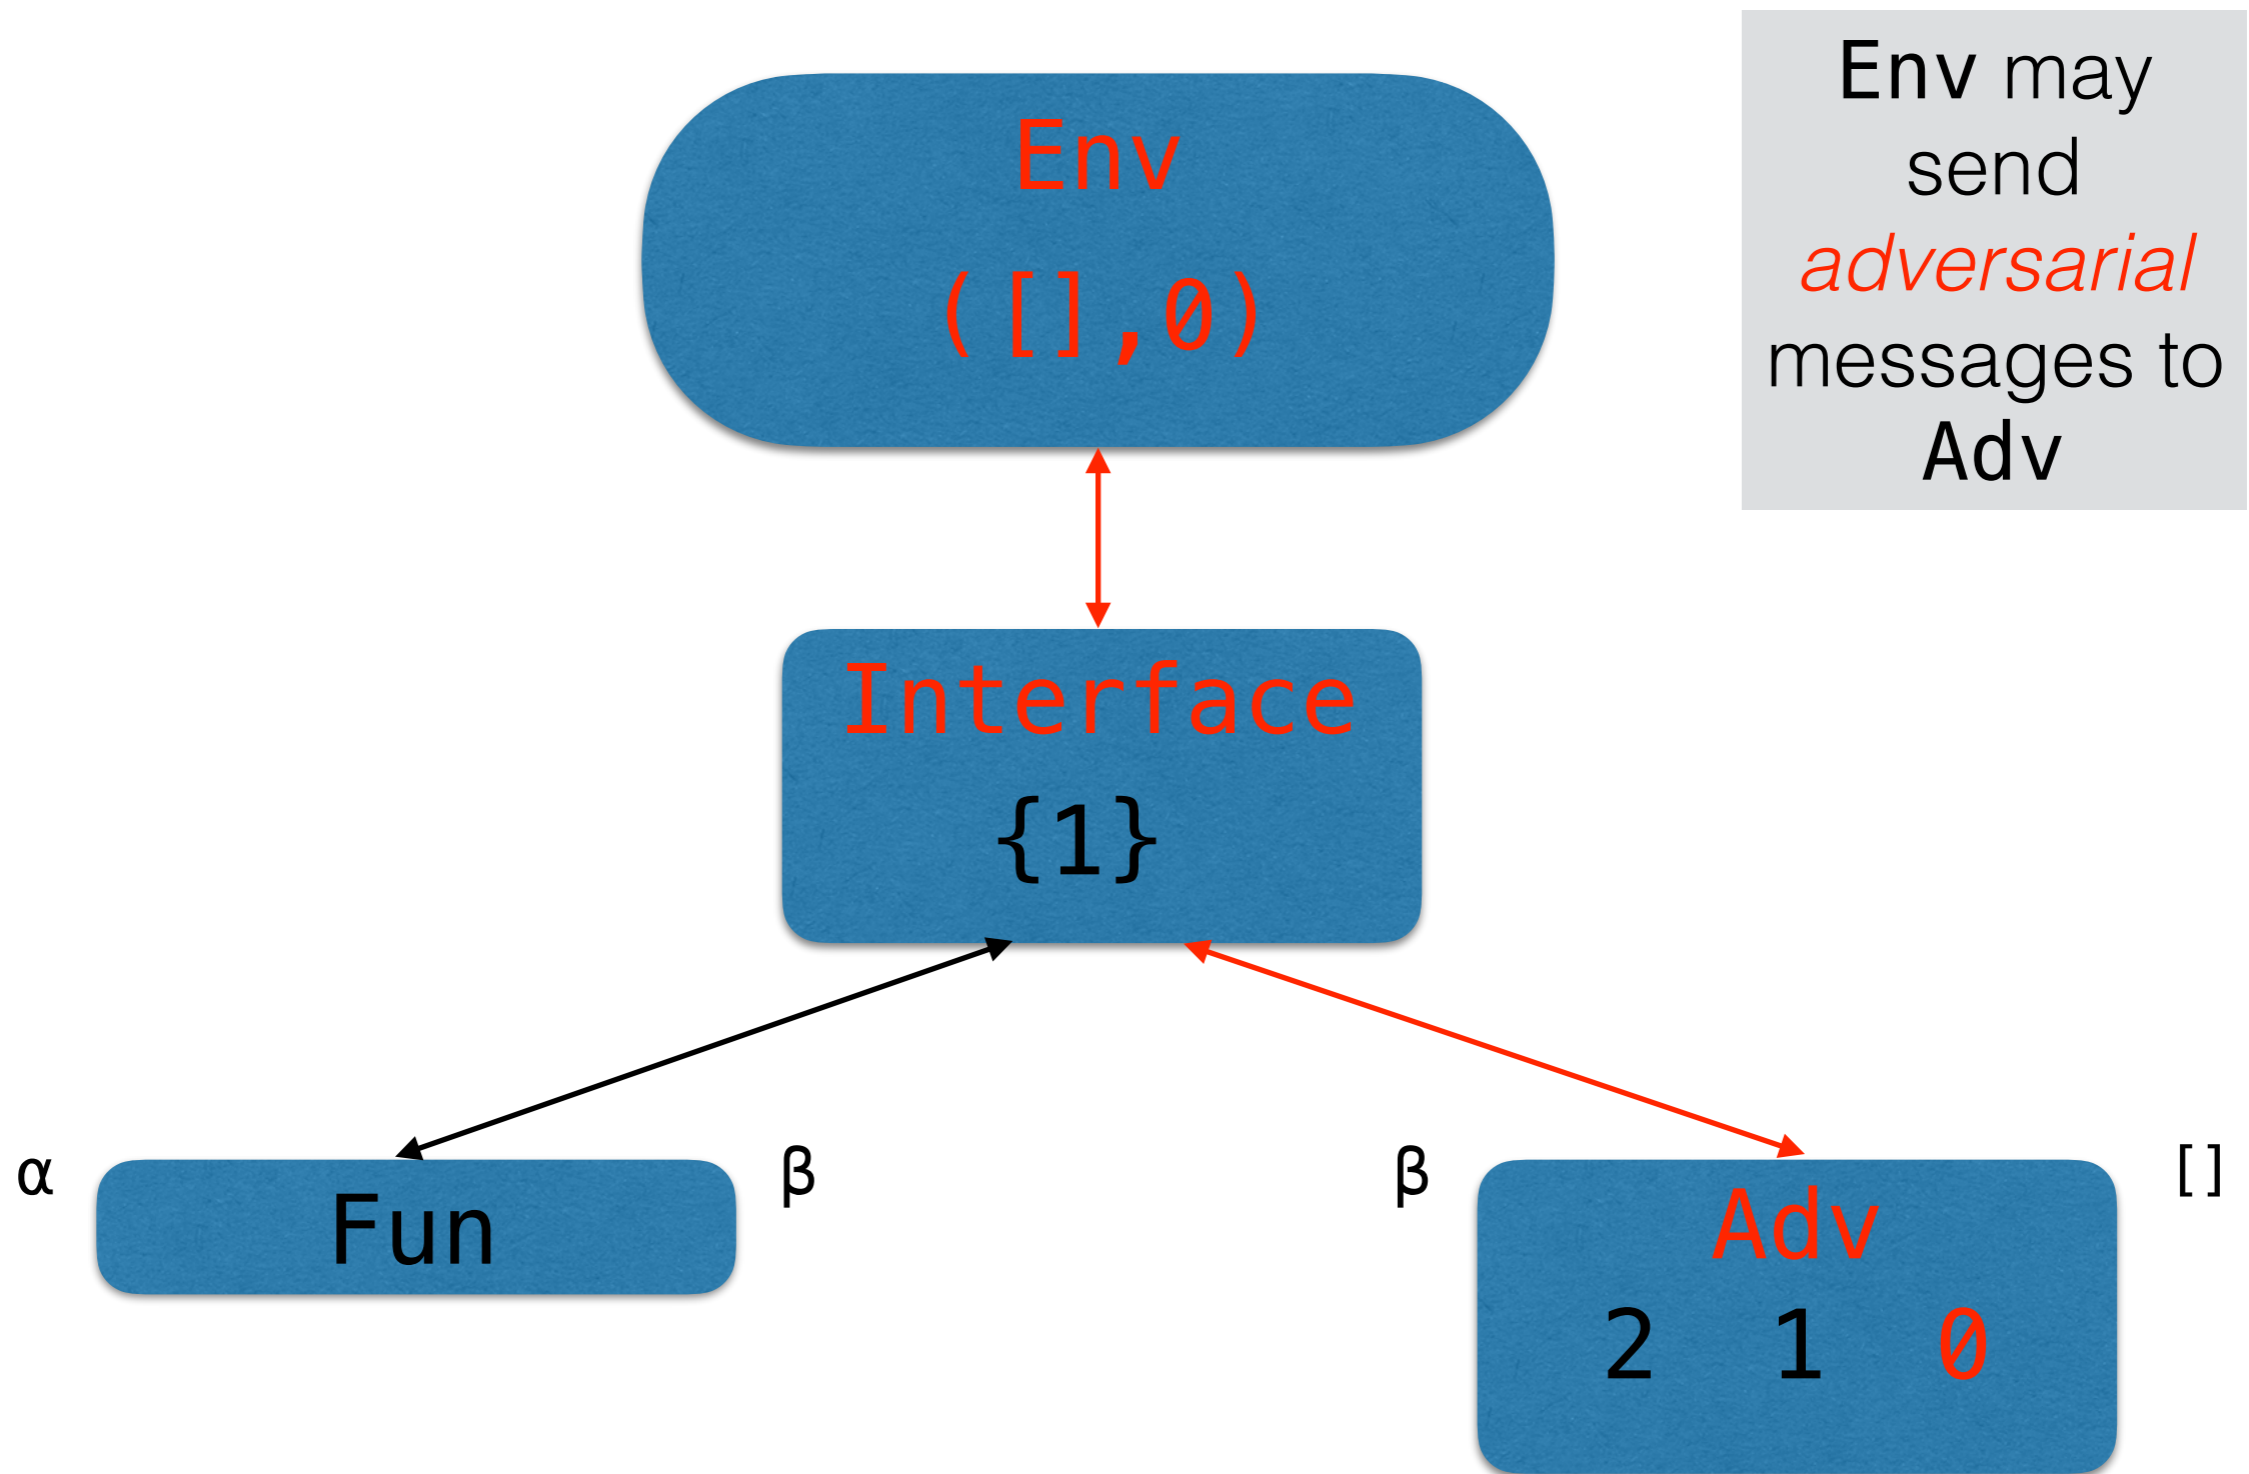 Env may
send
adversarial
messages to
Adv
Env
([],0)
Interface
{1}
α
Fun
β
β
Adv
[]
2 1 0